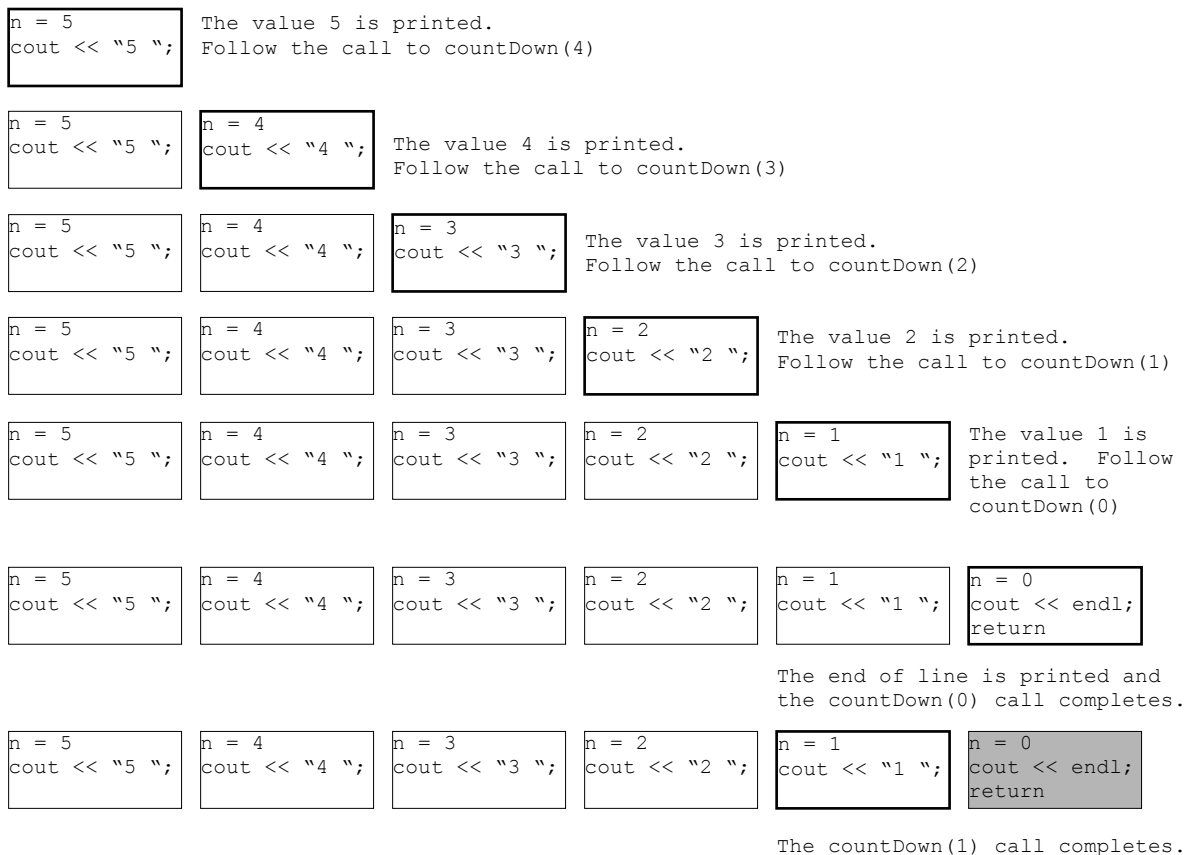 n = 5
cout << “5 “;
The value 5 is printed.
Follow the call to countDown(4)
n = 5
cout << “5 “;
n = 4
cout << “4 “;
The value 4 is printed.
Follow the call to countDown(3)
n = 5
cout << “5 “;
n = 4
cout << “4 “;
n = 3
cout << “3 “;
The value 3 is printed.
Follow the call to countDown(2)
n = 5
cout << “5 “;
n = 4
cout << “4 “;
n = 3
cout << “3 “;
n = 2
cout << “2 “;
The value 2 is printed.
Follow the call to countDown(1)
n = 5
cout << “5 “;
n = 4
cout << “4 “;
n = 3
cout << “3 “;
n = 2
cout << “2 “;
n = 1
cout << “1 “;
The value 1 is
printed.  Follow
the call to
countDown(0)
n = 5
cout << “5 “;
n = 4
cout << “4 “;
n = 3
cout << “3 “;
n = 2
cout << “2 “;
n = 1
cout << “1 “;
n = 0
cout << endl;
return
The end of line is printed and
the countDown(0) call completes.
n = 5
cout << “5 “;
n = 4
cout << “4 “;
n = 3
cout << “3 “;
n = 2
cout << “2 “;
n = 1
cout << “1 “;
n = 0
cout << endl;
return
The countDown(1) call completes.